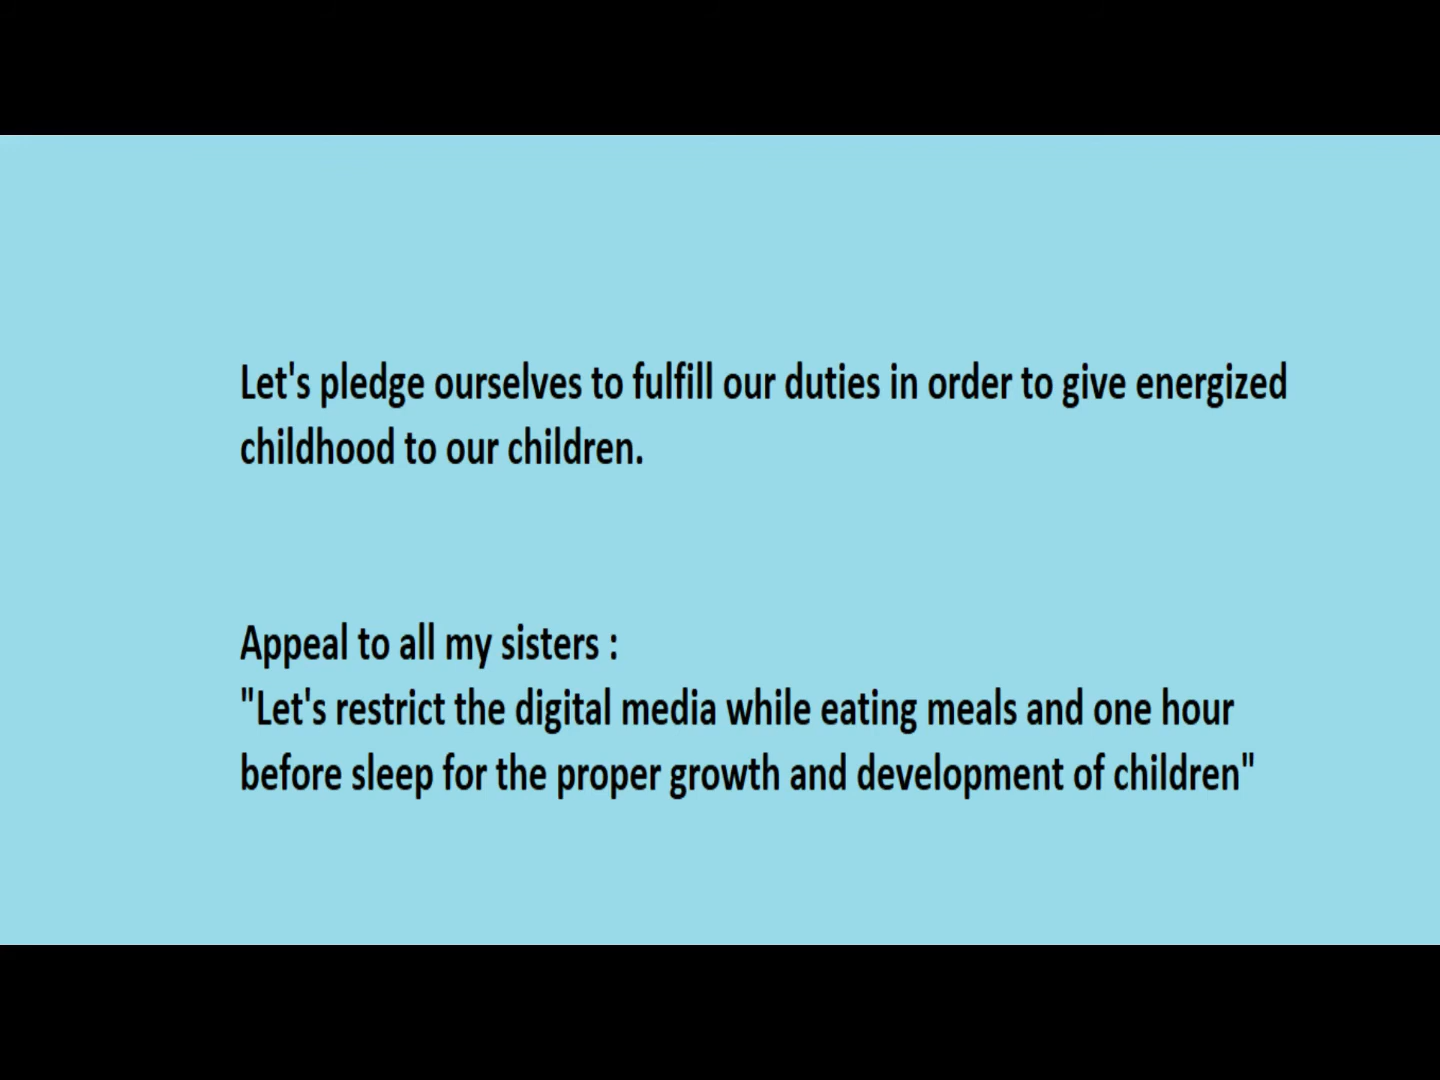 Let's pledge ourselves to fulfill our duties in order to give energized
childhood to our children.
Appeal to all my sisters :
"Let's restrict the digital media while eating meals and one hour
before sleep for the proper growth and development of children"